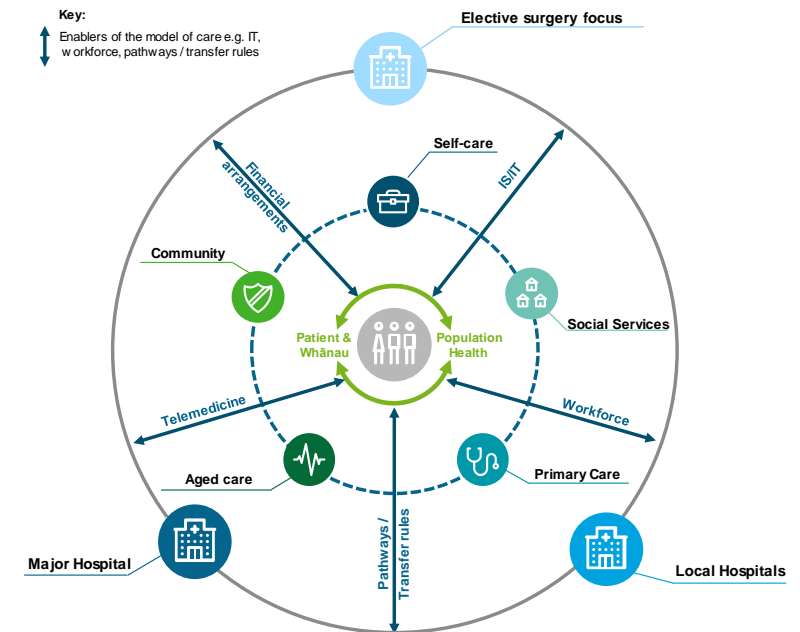 Key:
Enablers of the model of care e.g. IT,
workforce, pathways / transfer rules
Elective surgery focus
Self-care
Financial
arrangements
IS/IT
Community
Social Services
Patient &
Whānau
Population
Health
Telemedicine
Workforce
Aged care
Primary Care
Pathways /
Transfer rules
Major Hospital
Local Hospitals